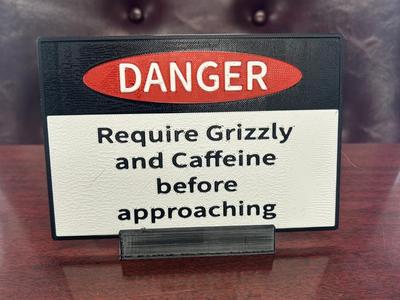 DANGER
Require Grizzly
and Caffeine
before
approaching